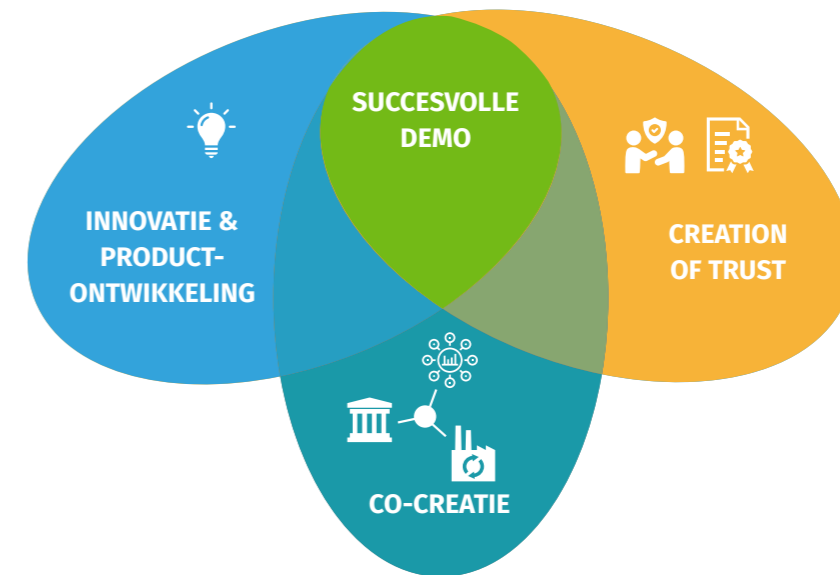 SUCCESVOLLE
DEMO
INNOVATIE &
PRODUCT-
ONTWIKKELING
CREATION
OF TRUST
CO-CREATIE